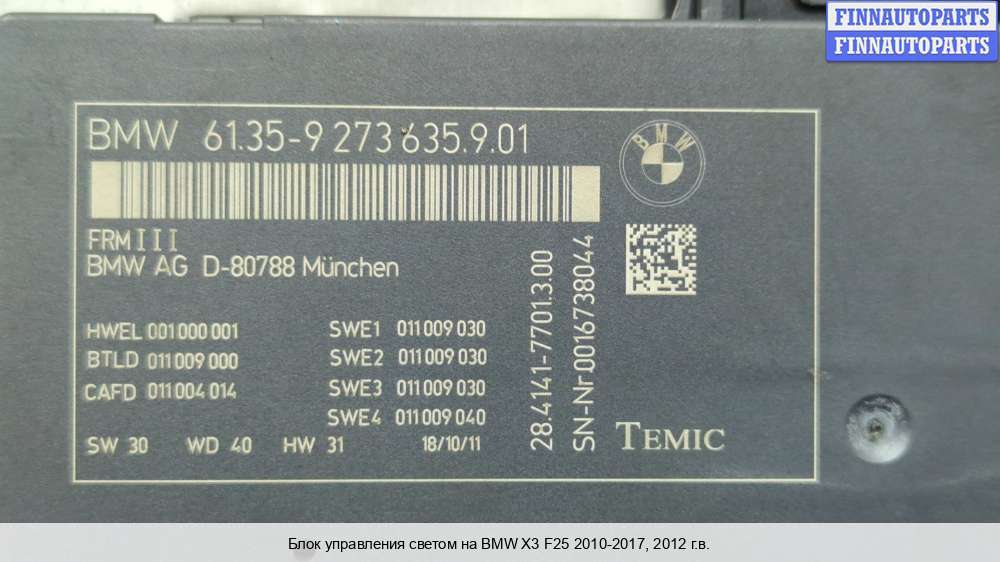 FINNAUTOPARTS
FINNAUTOPARTS
BMW 61.35-9 273 635.9.01
BMW
FRM III
BMW AG D-80788 München
HWEL 001 000 001
BTLD 011 009 000
CAFD 011 004 014
SWE1 011 009 030
SWE2 011 009 030
SWE3 011 009 030
SWE4 011 009 040
SW 30 WD 40 HW 31 18/10/11
28.4141-7701.3.00
SN-Nr.0016738044
TEMIC
Блок управления светом на BMW X3 F25 2010-2017, 2012 г.в.